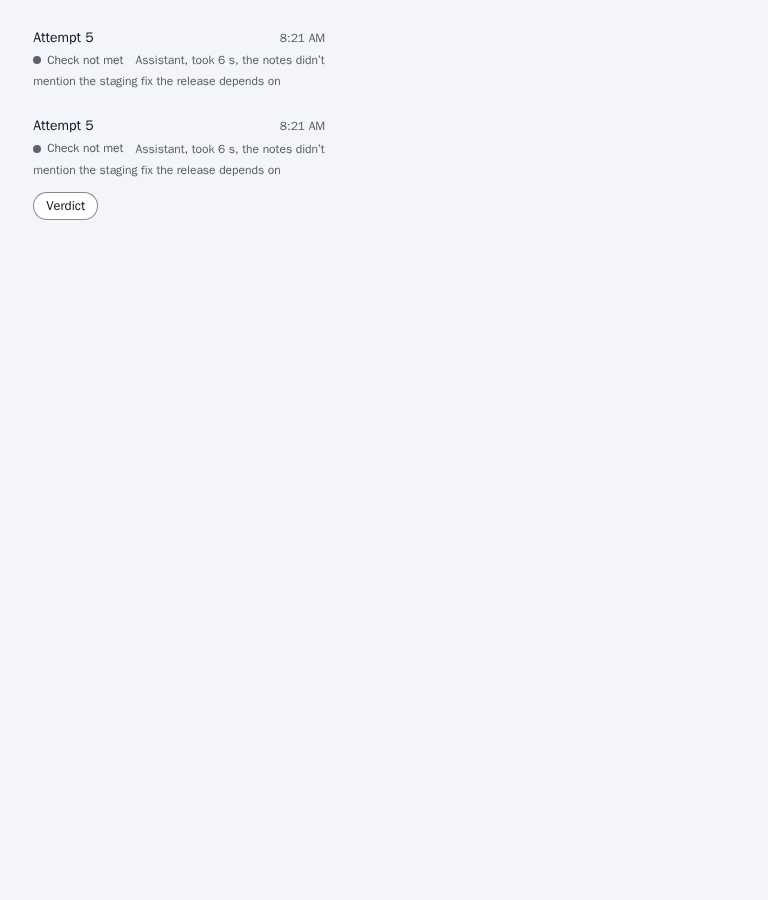 Attempt 5 8:21 AM
Check not met Assistant, took 6 s, the notes didn't
mention the staging fix the release depends on
Attempt 5 8:21 AM
Check not met Assistant, took 6 s, the notes didn't
mention the staging fix the release depends on
Verdict